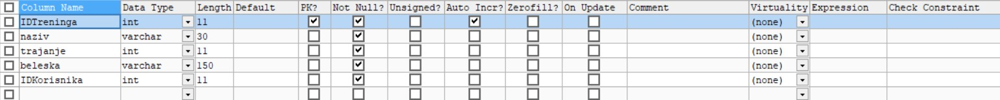 Column Name Data Type Length Default PK? Not Null? Unsigned? Auto Incr? Zerofill? On Update Comment Virtuality Expression Check Constraint
IDTreninga int 11 (none)
naziv varchar 30 (none)
trajanje int 11 (none)
beleska varchar 150 (none)
IDKorisnika int 11 (none)